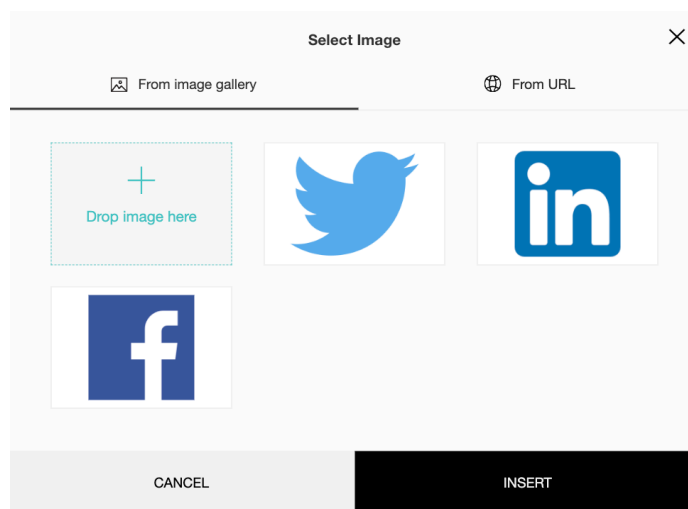 Select Image
From image gallery
From URL
Drop image here
in
f
CANCEL
INSERT